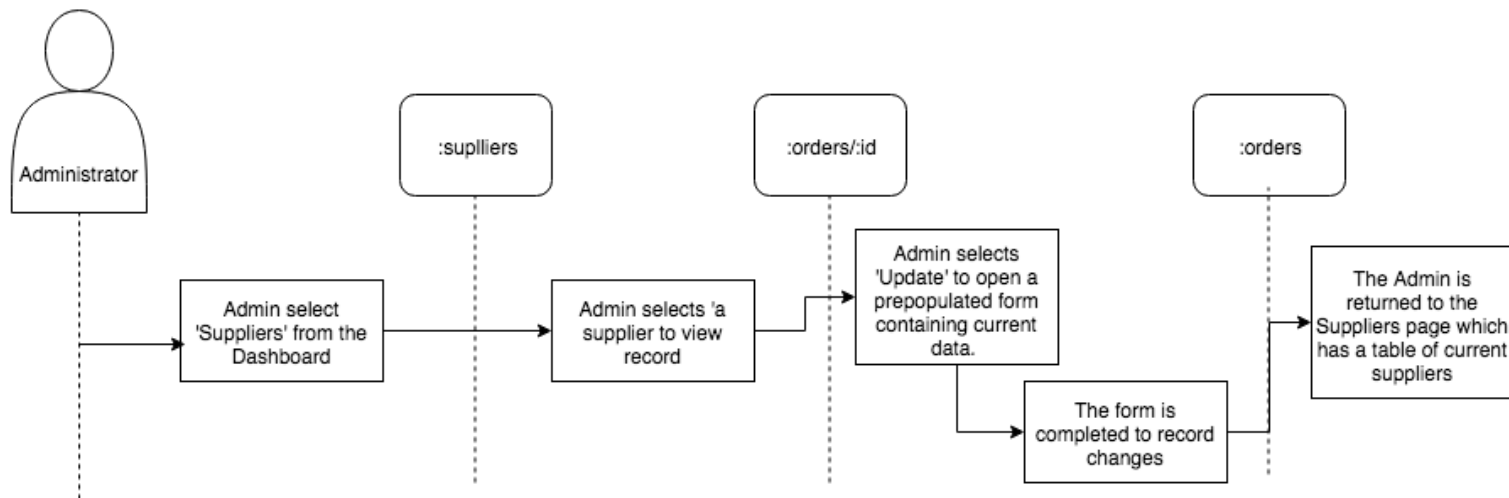 Administrator
:suplliers
:orders/:id
:orders
Admin select
'Suppliers' from the
Dashboard
Admin selects 'a
supplier to view
record
Admin selects
'Update' to open a
prepopulated form
containing current
data.
The form is
completed to record
changes
The Admin is
returned to the
Suppliers page which
has a table of current
suppliers